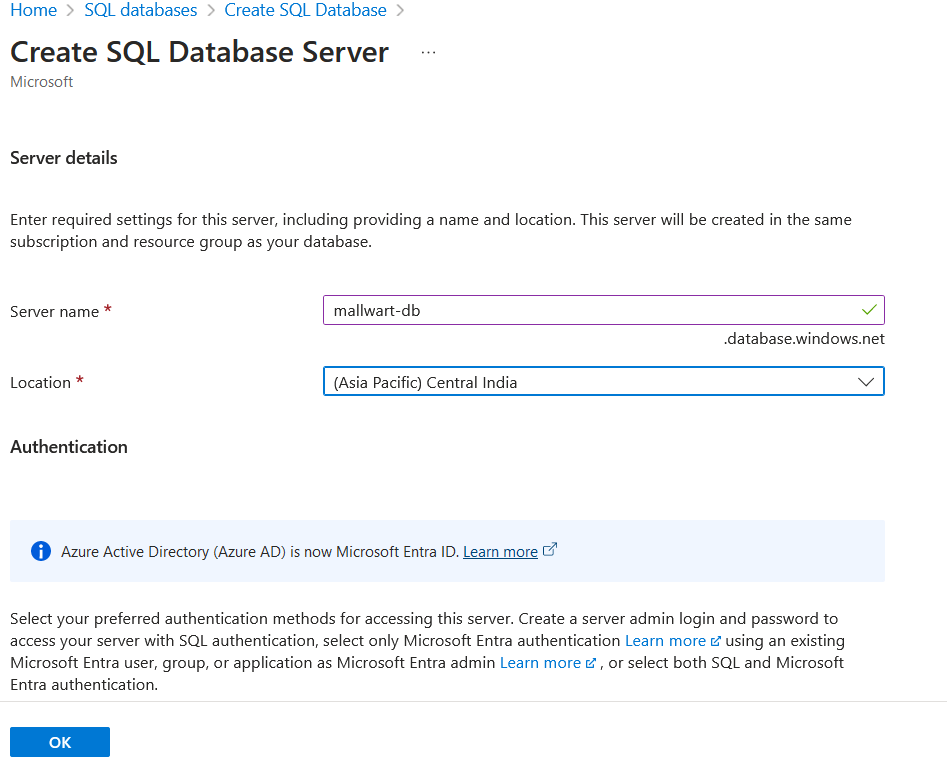 Home > SQL databases > Create SQL Database >
Create SQL Database Server ...
Microsoft
Server details
Enter required settings for this server, including providing a name and location. This server will be created in the same
subscription and resource group as your database.
Server name *
mallwart-db
.database.windows.net
Location *
(Asia Pacific) Central India
Authentication
Azure Active Directory (Azure AD) is now Microsoft Entra ID. Learn more
Select your preferred authentication methods for accessing this server. Create a server admin login and password to
access your server with SQL authentication, select only Microsoft Entra authentication Learn more using an existing
Microsoft Entra user, group, or application as Microsoft Entra admin Learn more , or select both SQL and Microsoft
Entra authentication.
OK